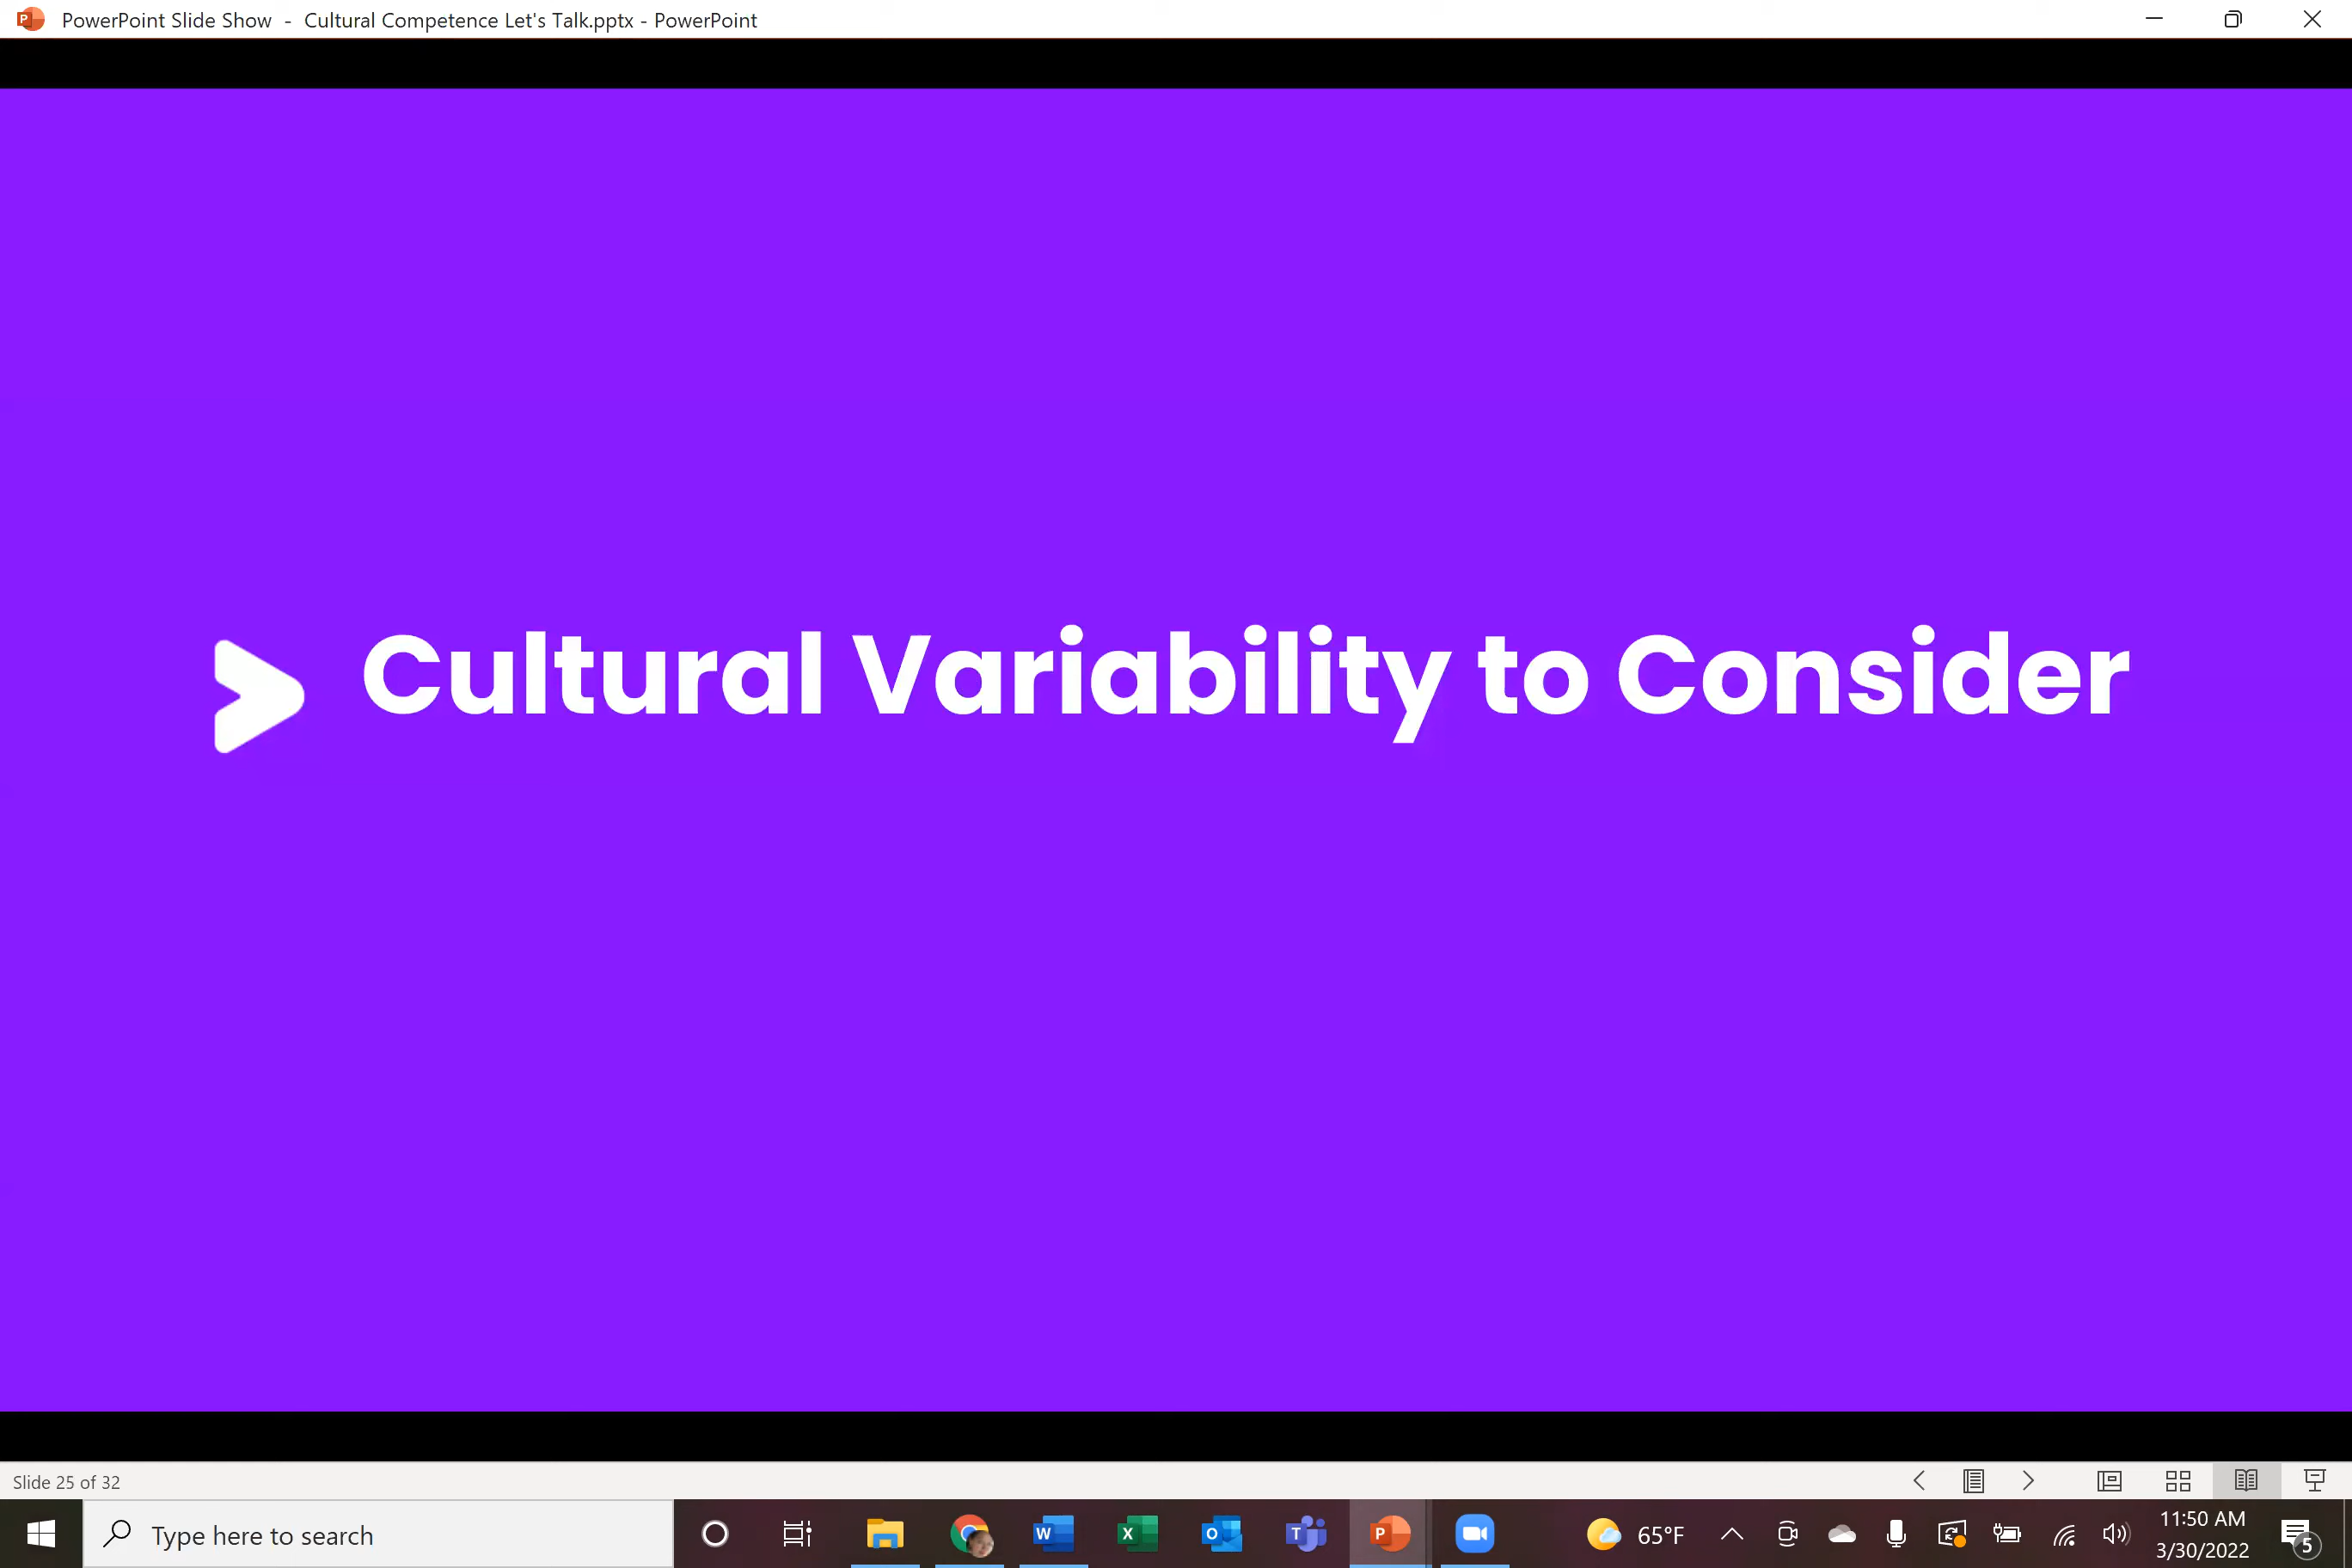 PowerPoint Slide Show - Cultural Competence Let's Talk.pptx - PowerPoint
Cultural Variability to Consider
Slide 25 of 32
Type here to search
65°F
11:50 AM
3/30/2022
5